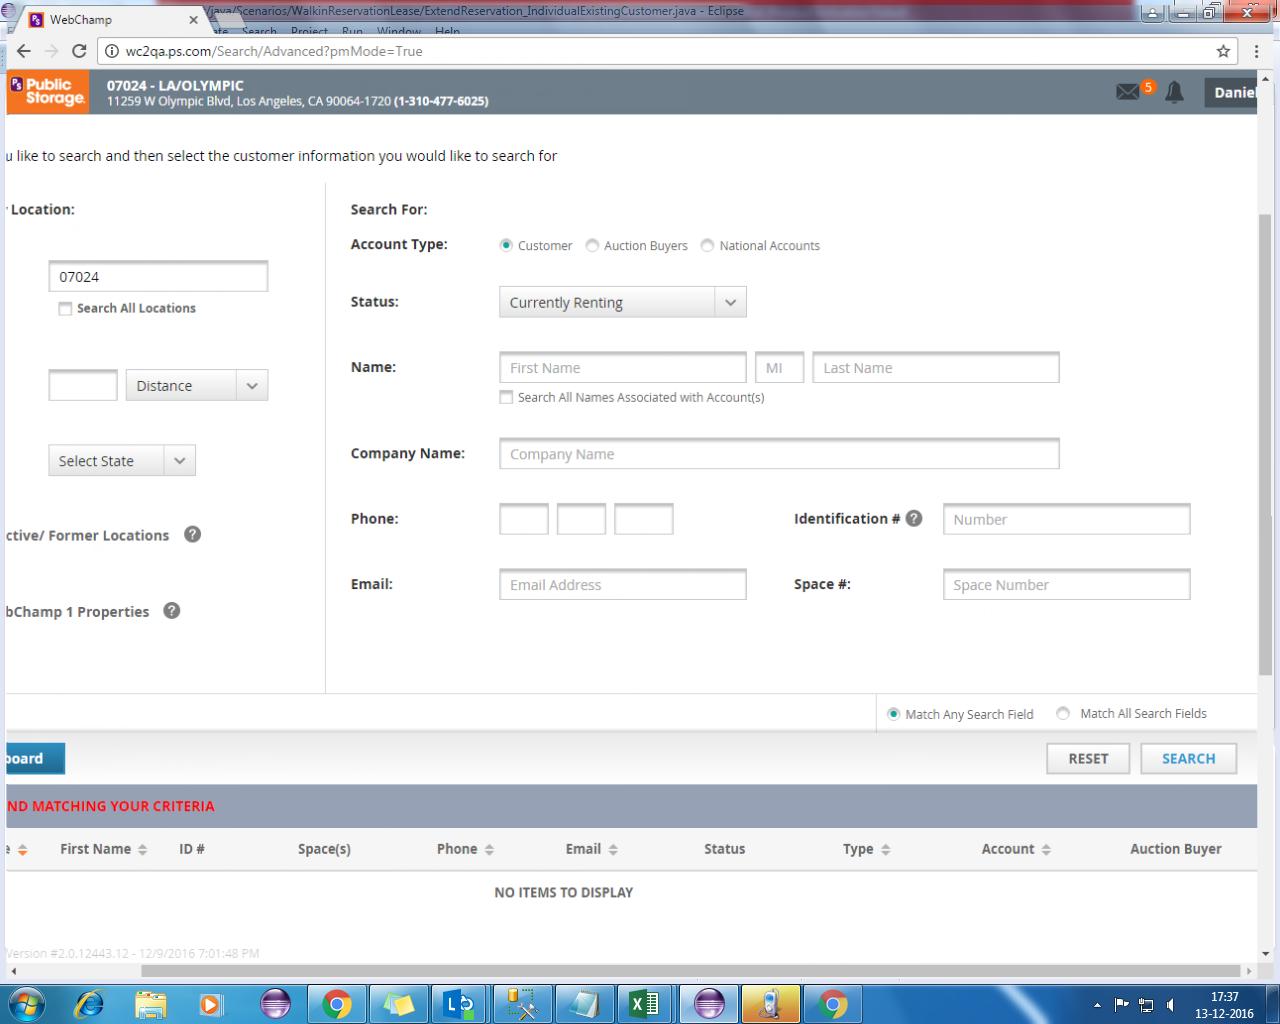 WebChamp
/java/Scenarios/WalkinReservationLease/ExtendReservation_IndividualExistingCustomer.java - Eclipse
Search Project Run Window Help
wc2qa.ps.com/Search/Advanced?pmMode=True
Public Storage
07024 - LA/OLYMPIC
11259 W Olympic Blvd, Los Angeles, CA 90064-1720 (1-310-477-6025)
5
Daniel
u like to search and then select the customer information you would like to search for
Location:
Search For:
Account Type:
Customer
Auction Buyers
National Accounts
07024
Search All Locations
Status:
Currently Renting
Name:
First Name
MI
Last Name
Distance
Search All Names Associated with Account(s)
Company Name:
Company Name
Select State
Phone:
Identification #
Number
ctive/ Former Locations
Email:
Email Address
Space #:
Space Number
bChamp 1 Properties
Match Any Search Field
Match All Search Fields
board
RESET
SEARCH
ND MATCHING YOUR CRITERIA
e First Name ID # Space(s) Phone Email Status Type Account Auction Buyer
NO ITEMS TO DISPLAY
Version #2.0.12443.12 - 12/9/2016 7:01:48 PM
17:37
13-12-2016